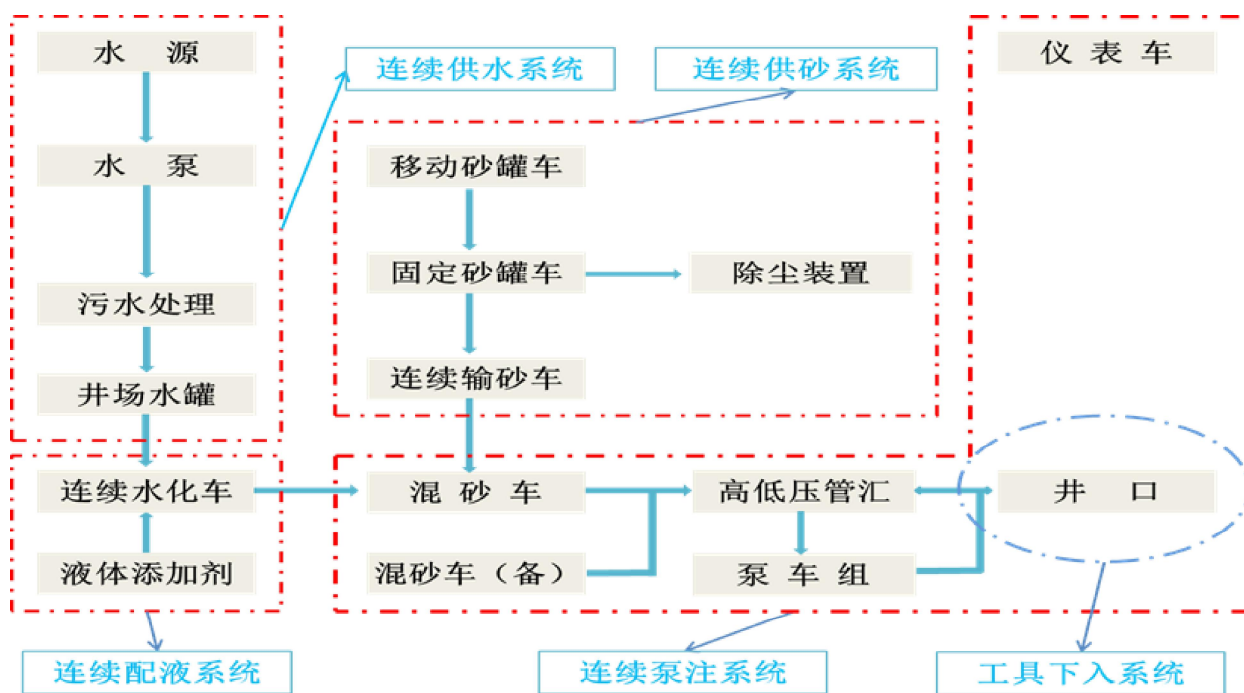 水 源
连续供水系统
连续供砂系统
仪 表 车
水 泵
移动砂罐车
固定砂罐车
除尘装置
污水处理
连续输砂车
井场水罐
连续水化车
混 砂 车
高低压管汇
井 口
液体添加剂
混砂车（备）
泵 车 组
连续配液系统
连续泵注系统
工具下入系统